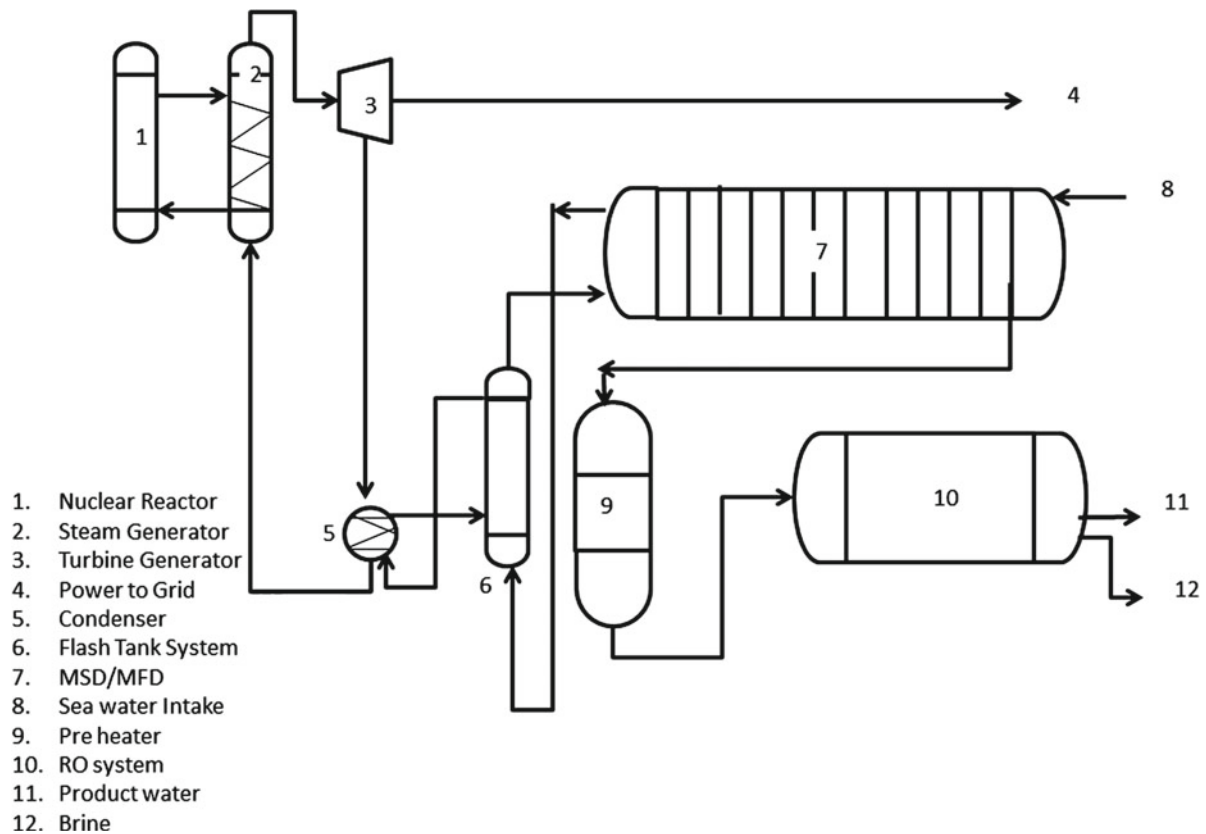 2
4
3
1
8
7
5
6
9
10
11
12
1. Nuclear Reactor
2. Steam Generator
3. Turbine Generator
4. Power to Grid
5. Condenser
6. Flash Tank System
7. MSD/MFD
8. Sea water Intake
9. Pre heater
10. RO system
11. Product water
12. Brine